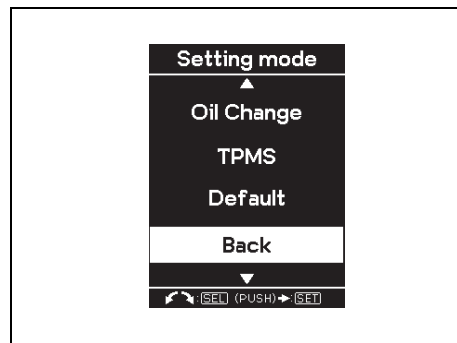 Setting mode
Oil Change
TPMS
Default
Back
:SEL (PUSH)➔:SET